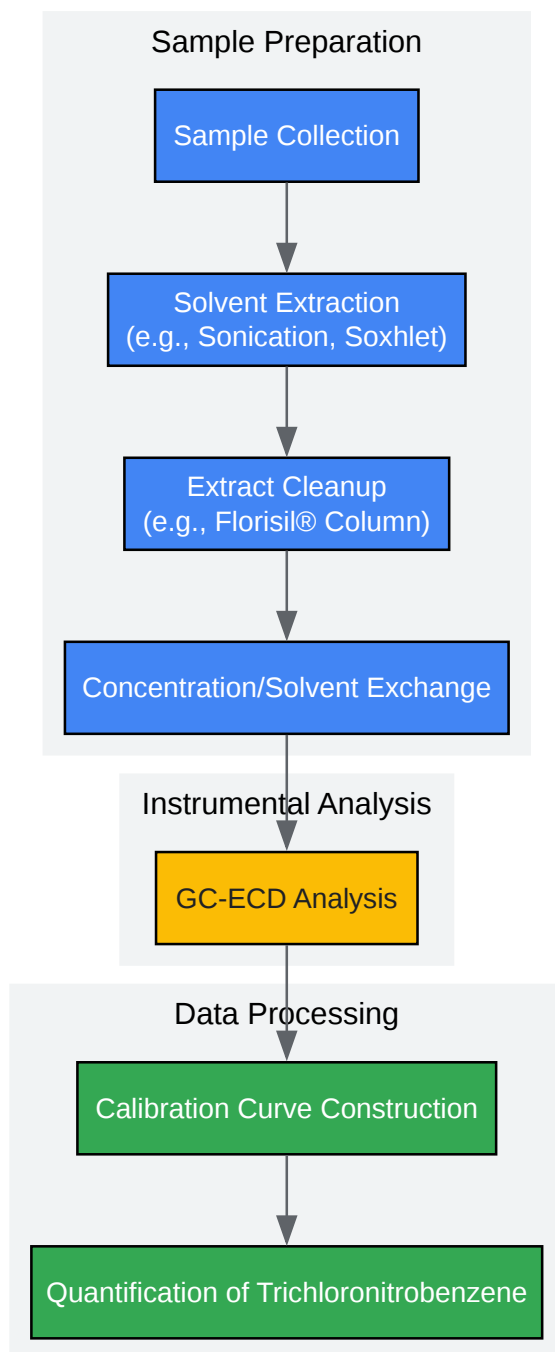 Sample Preparation
Sample Collection
Solvent Extraction
(e.g., Sonication, Soxhlet)
Extract Cleanup
(e.g., Florisil® Column)
Concentration/Solvent Exchange
Instrumental Analysis
GC-ECD Analysis
Data Processing
Calibration Curve Construction
Quantification of Trichloronitrobenzene